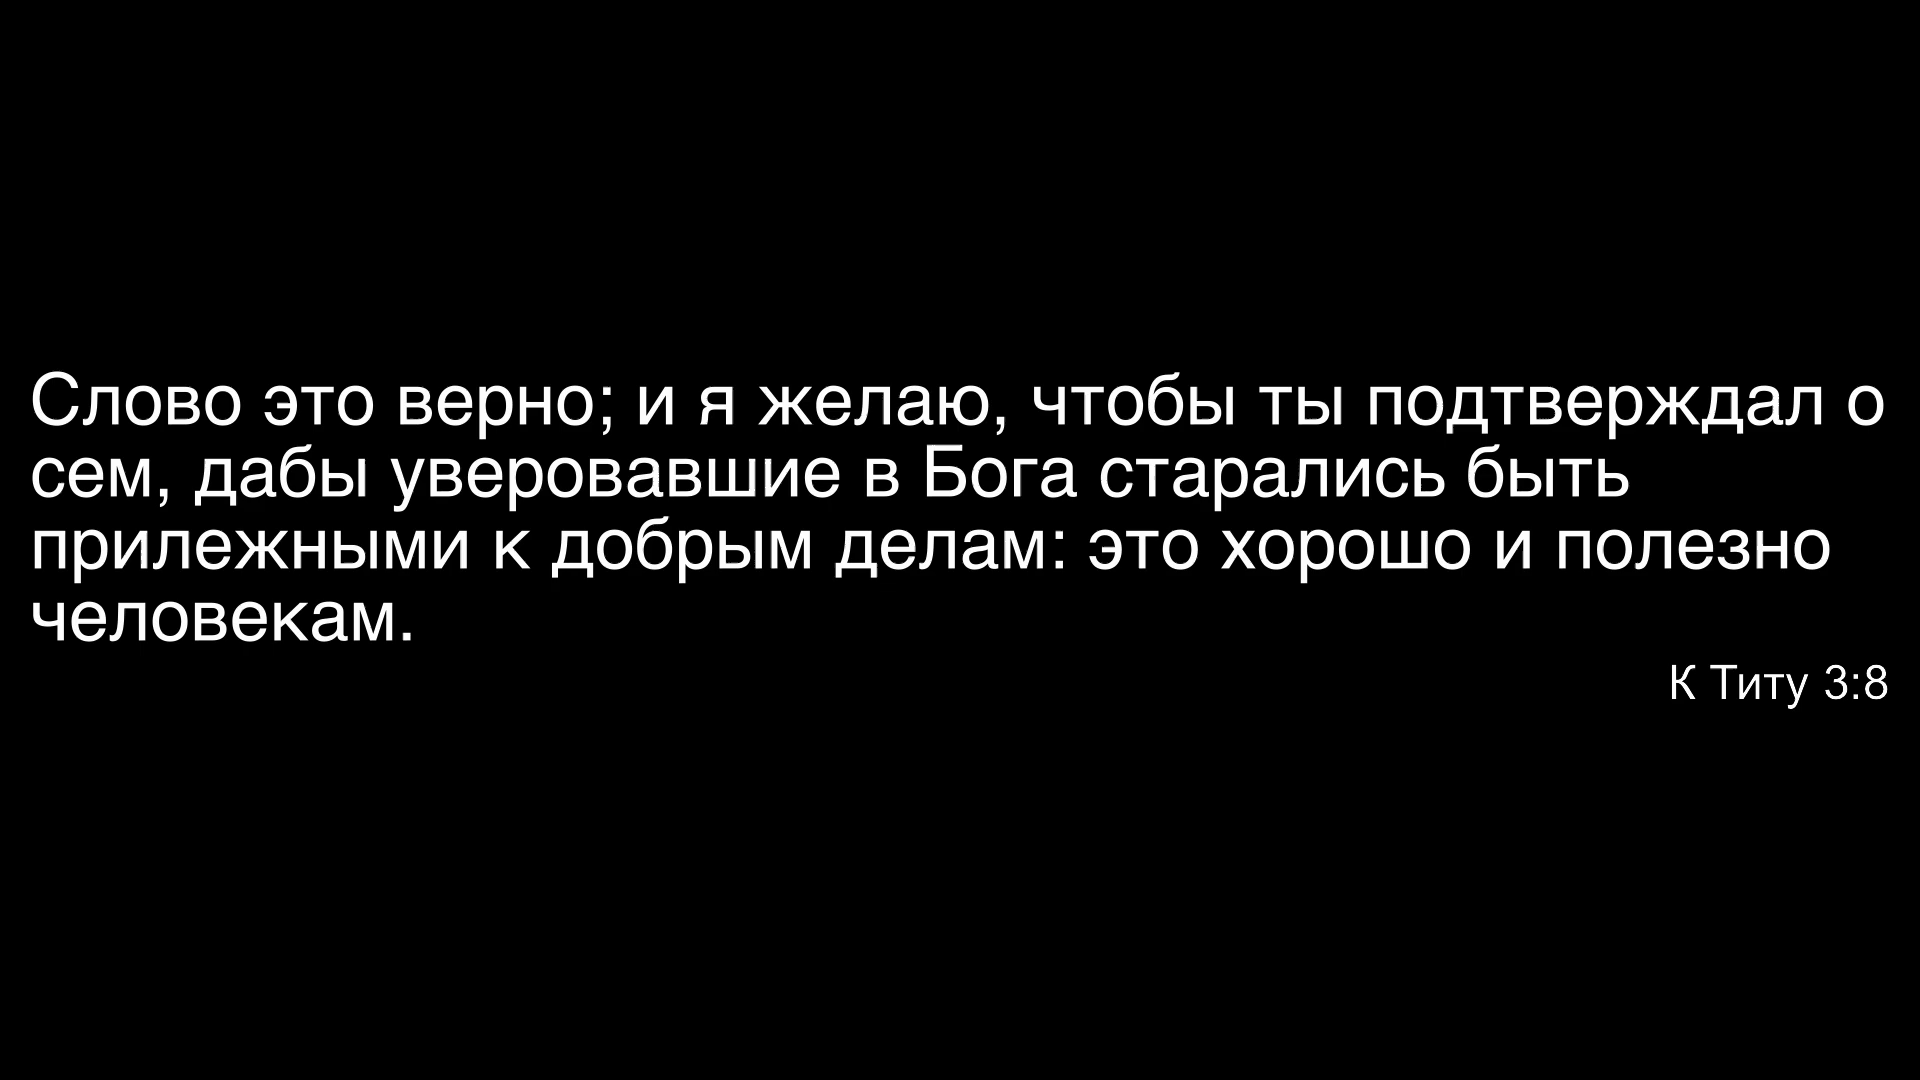 Слово это верно; и я желаю, чтобы ты подтверждал о
сем, дабы уверовавшие в Бога старались быть
прилежными к добрым делам: это хорошо и полезно
человекам.
К Титу 3:8